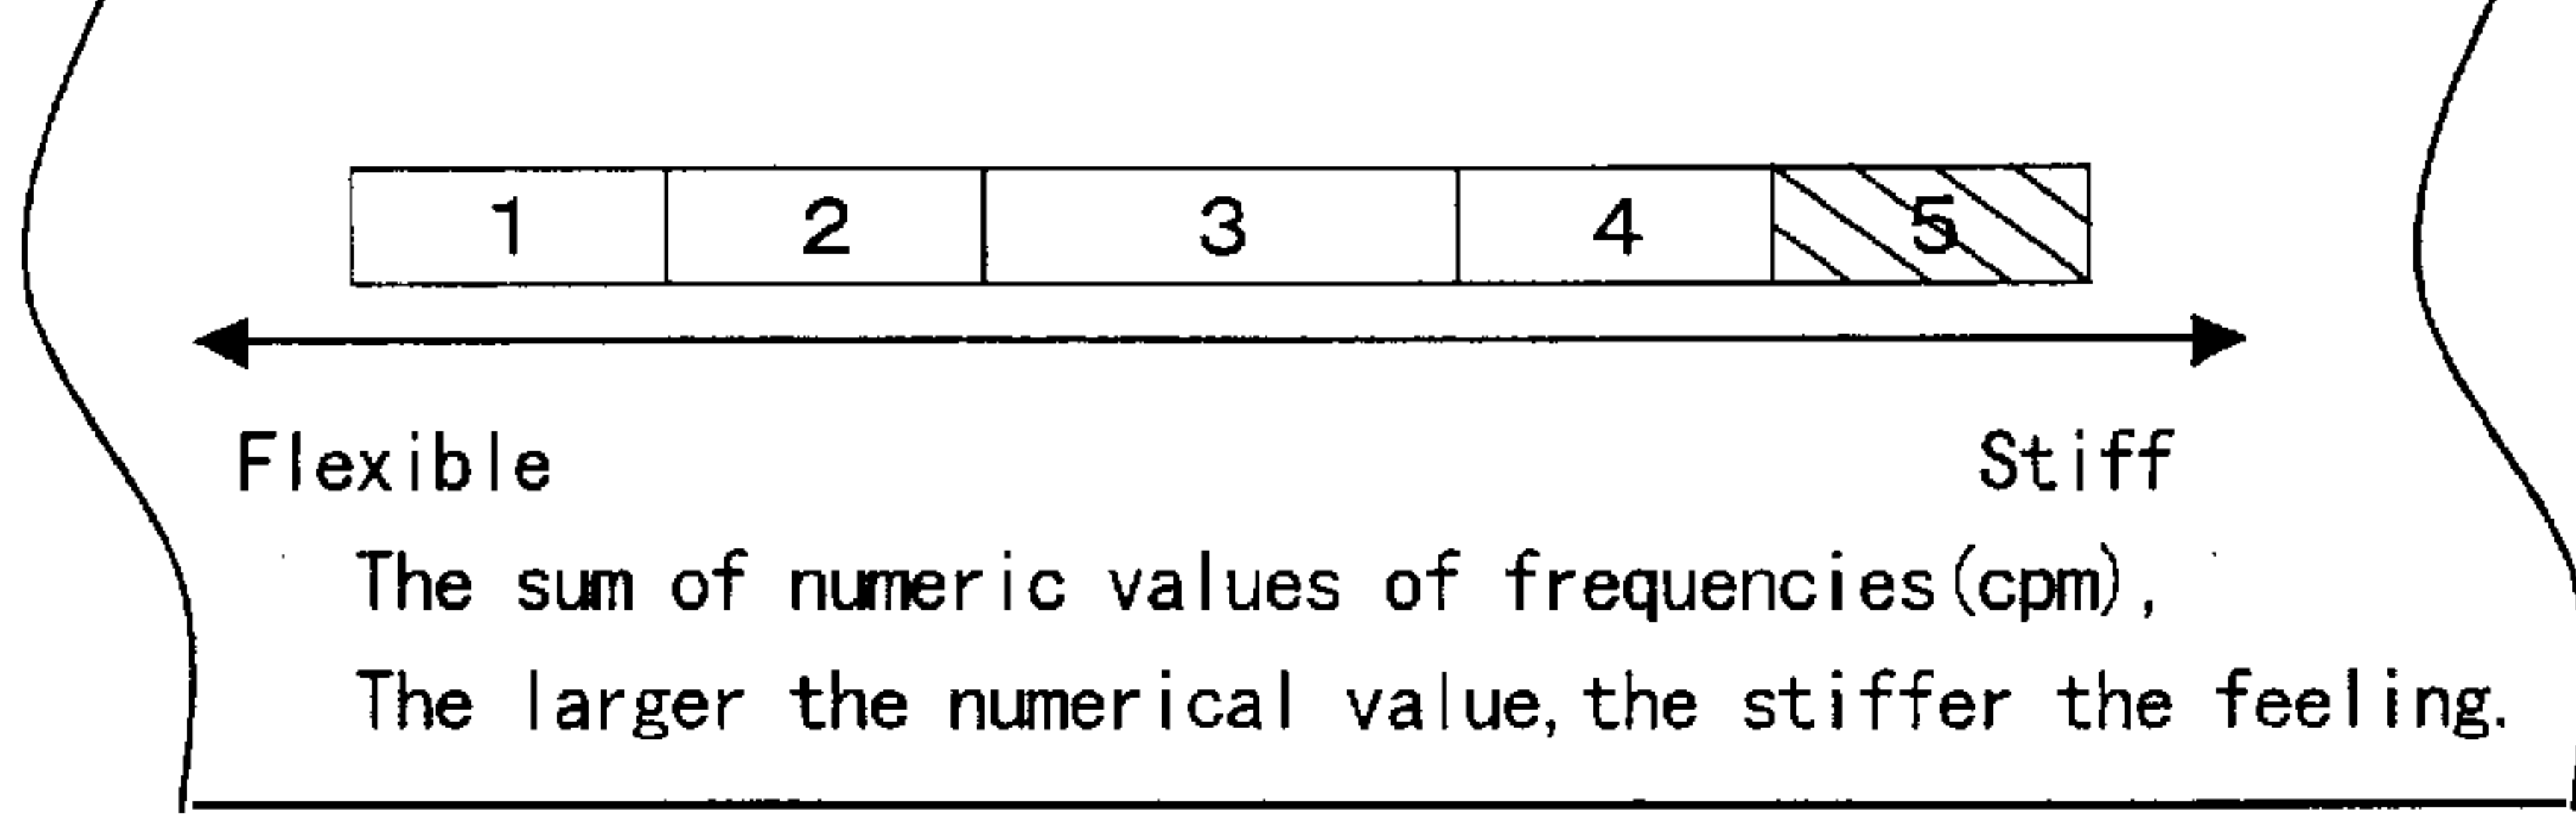 1 2 3 4 5
Flexible Stiff
The sum of numeric values of frequencies(cpm),
The larger the numerical value, the stiffer the feeling.